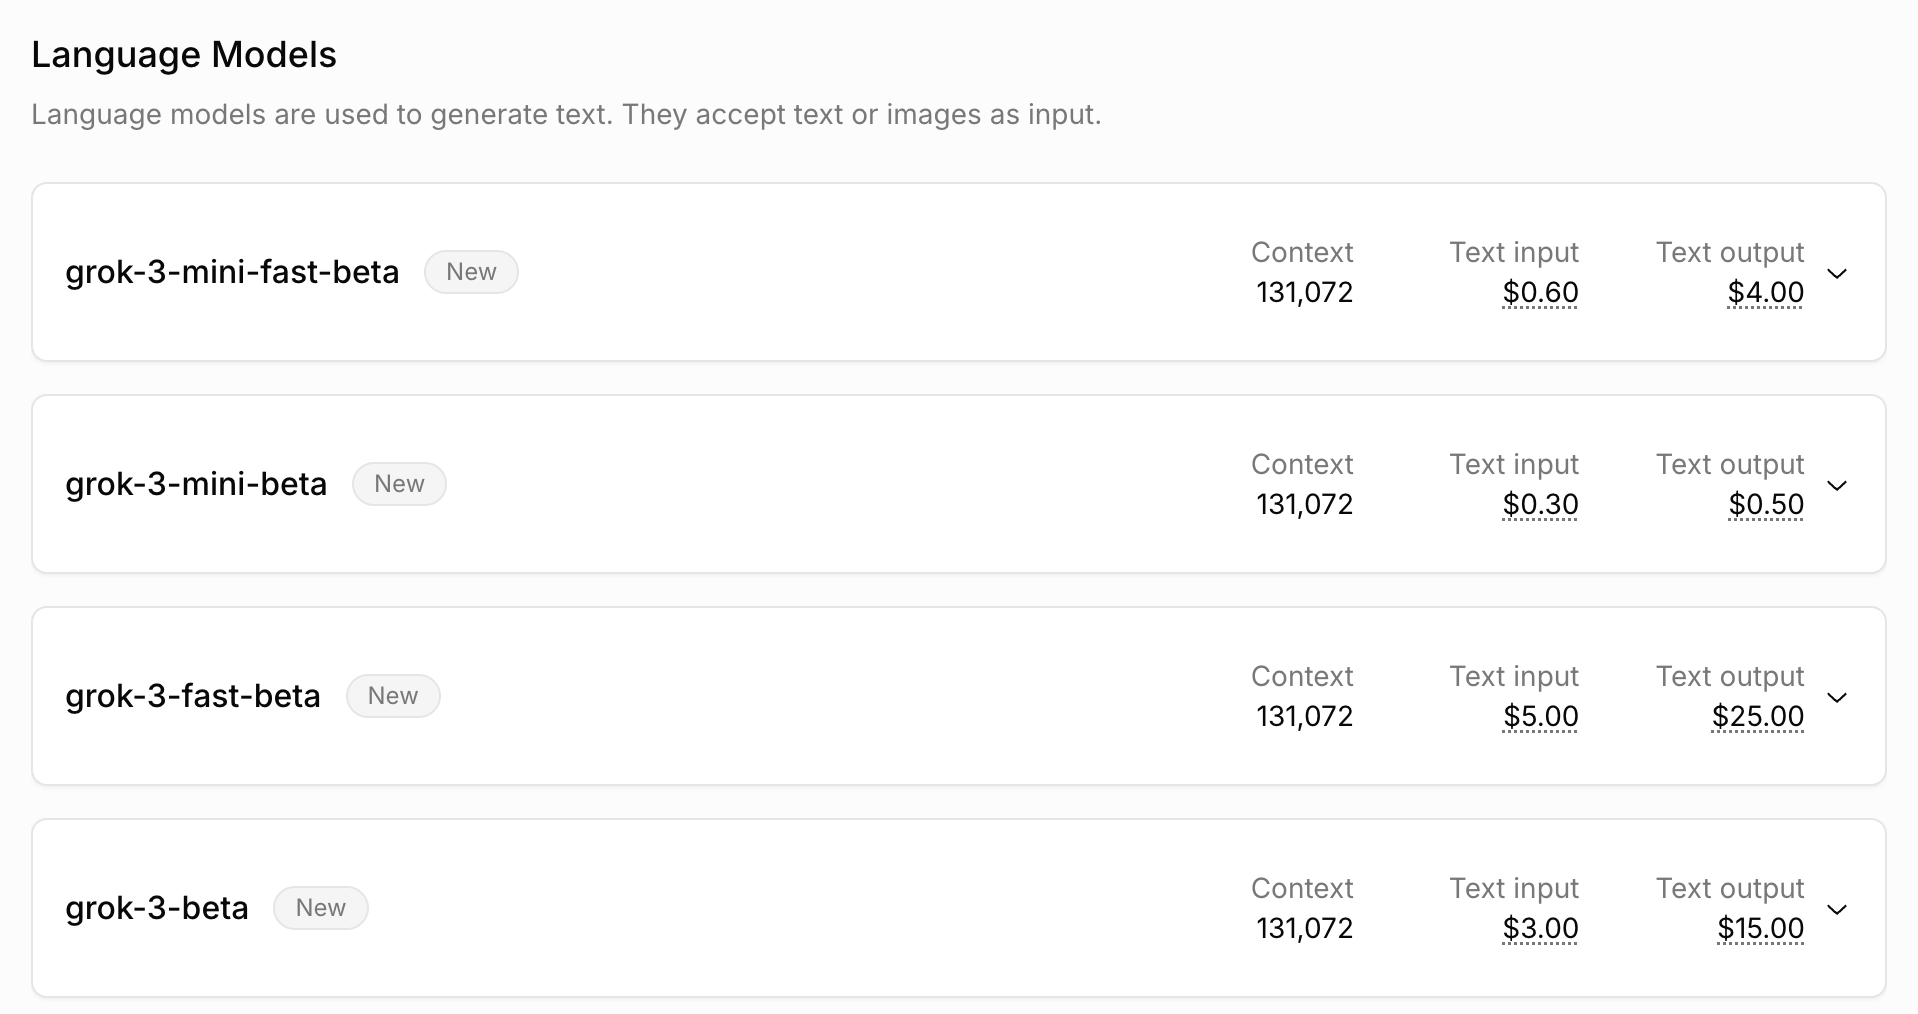 Language Models
Language models are used to generate text. They accept text or images as input.
grok-3-mini-fast-beta New
Context Text input Text output
131,072 $0.60 $4.00
grok-3-mini-beta New
Context Text input Text output
131,072 $0.30 $0.50
grok-3-fast-beta New
Context Text input Text output
131,072 $5.00 $25.00
grok-3-beta New
Context Text input Text output
131,072 $3.00 $15.00